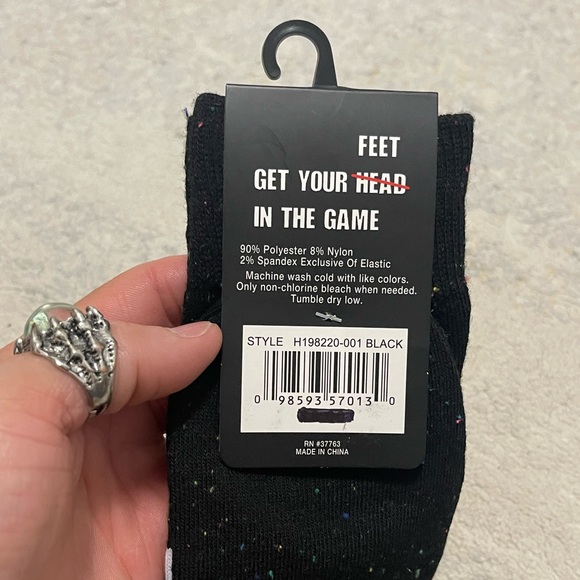 FEET
GET YOUR HEAD
IN THE GAME
90% Polyester 8% Nylon
2% Spandex Exclusive Of Elastic
Machine wash cold with like colors.
Only non-chlorine bleach when needed.
Tumble dry low.
STYLE H198220-001 BLACK
0 98593 57013 0
RN #37763
MADE IN CHINA